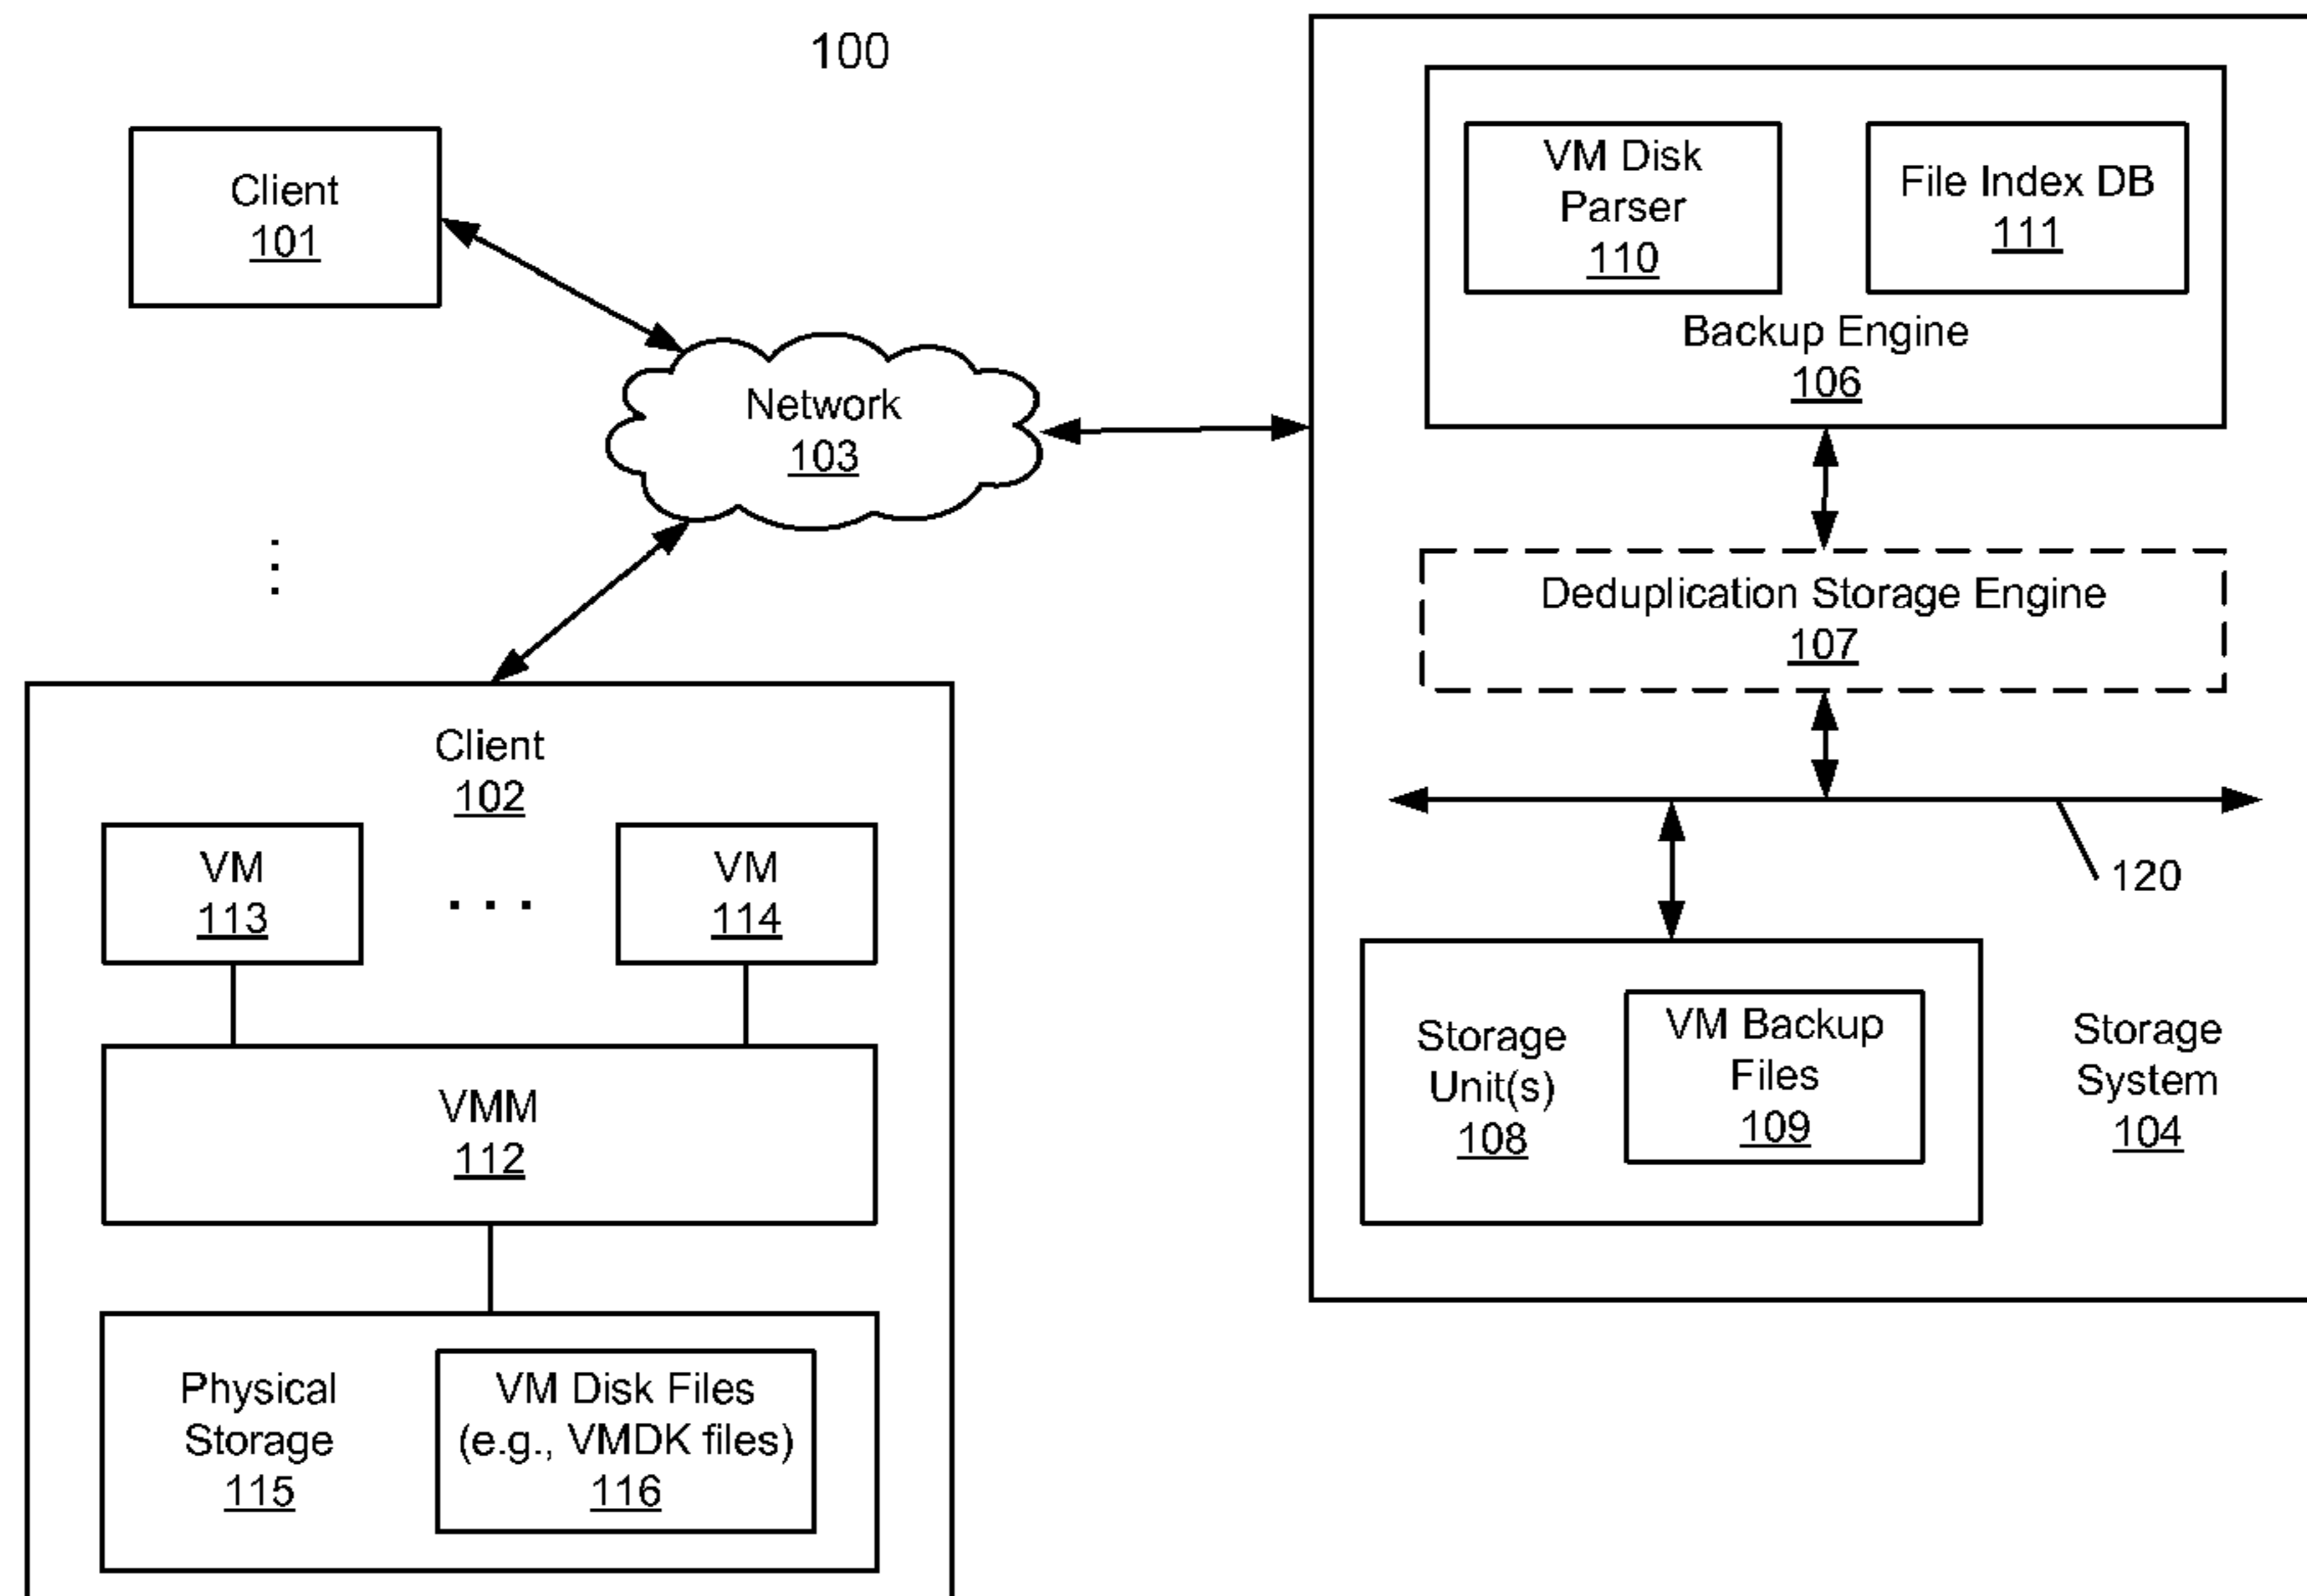 100
Client
101
Network
103
⋮
Client
102
VM
113
. . .
VM
114
VMM
112
Physical
Storage
115
VM Disk Files
(e.g., VMDK files)
116
VM Disk
Parser
110
File Index DB
111
Backup Engine
106
Deduplication Storage Engine
107
120
Storage
Unit(s)
108
VM Backup
Files
109
Storage
System
104